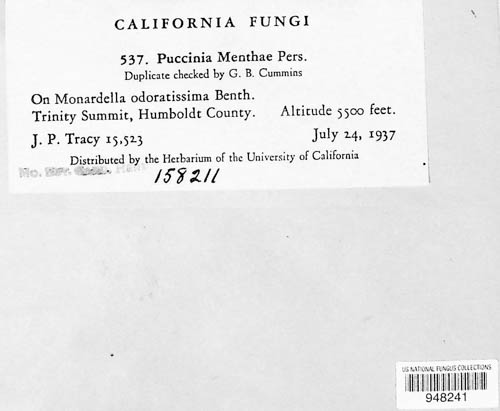 CALIFORNIA FUNGI
537. Puccinia Menthae Pers.
Duplicate checked by G. B. Cummins
On Monardella odoratissima Benth.
Trinity Summit, Humboldt County. Altitude 5500 feet.
J. P. Tracy 15,523 July 24, 1937
Distributed by the Herbarium of the University of California
No. 158211
US NATIONAL FUNGUS COLLECTIONS
948241